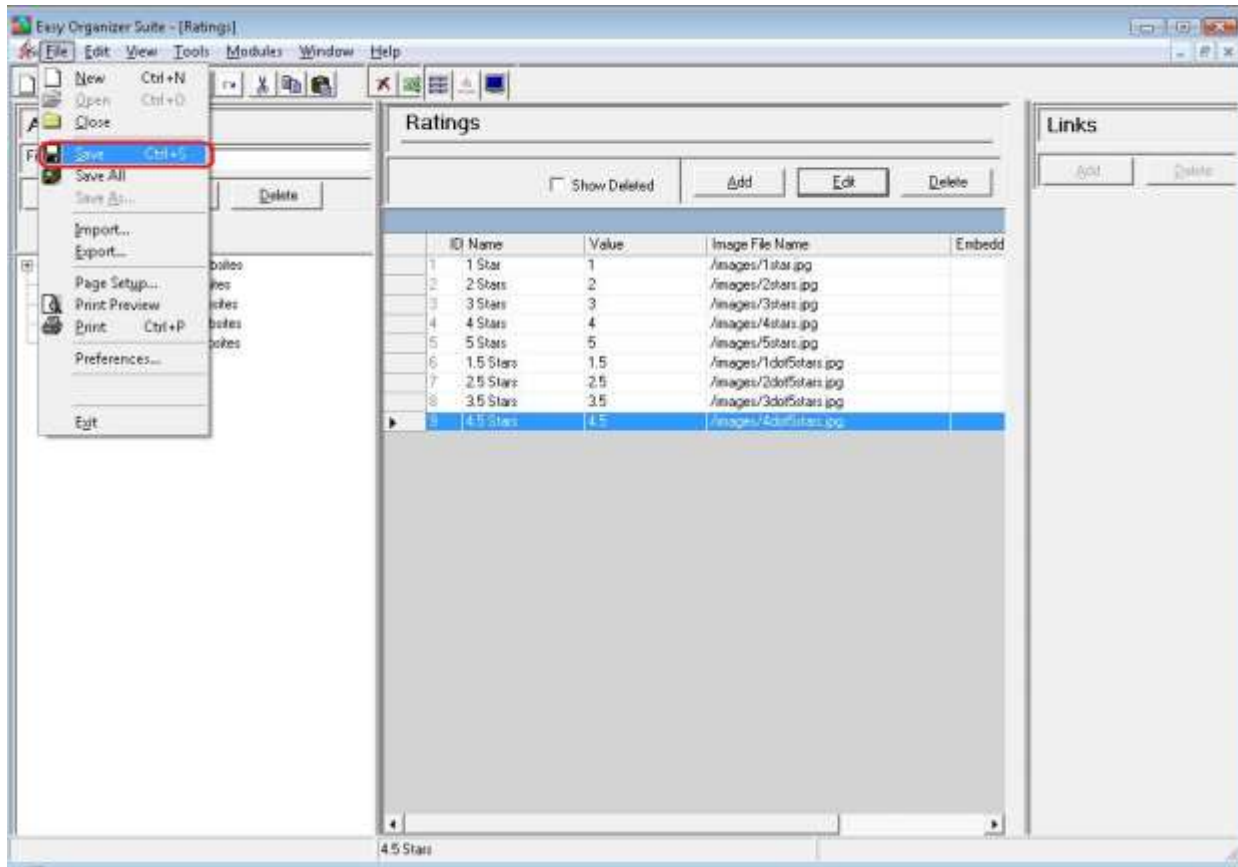 Easy Organizer Suite - [Ratings]
File Edit View Tools Modules Window Help
New Ctrl+N
Open Ctrl+O
Close
Save Ctrl+S
Save All
Save As...
Import...
Export...
Page Setup...
Print Preview
Print Ctrl+P
Preferences...
Exit
Delete
Ratings
Show Deleted Add Edit Delete
ID Name Value Image File Name Embedd
1 1 Star 1 /images/1star.jpg
2 2 Stars 2 /images/2stars.jpg
3 3 Stars 3 /images/3stars.jpg
4 4 Stars 4 /images/4stars.jpg
5 5 Stars 5 /images/5stars.jpg
6 1.5 Stars 1.5 /images/1dot5stars.jpg
7 2.5 Stars 2.5 /images/2dot5stars.jpg
8 3.5 Stars 3.5 /images/3dot5stars.jpg
9 4.5 Stars 4.5 /images/4dot5stars.jpg
Links
Add Delete
4.5 Stars